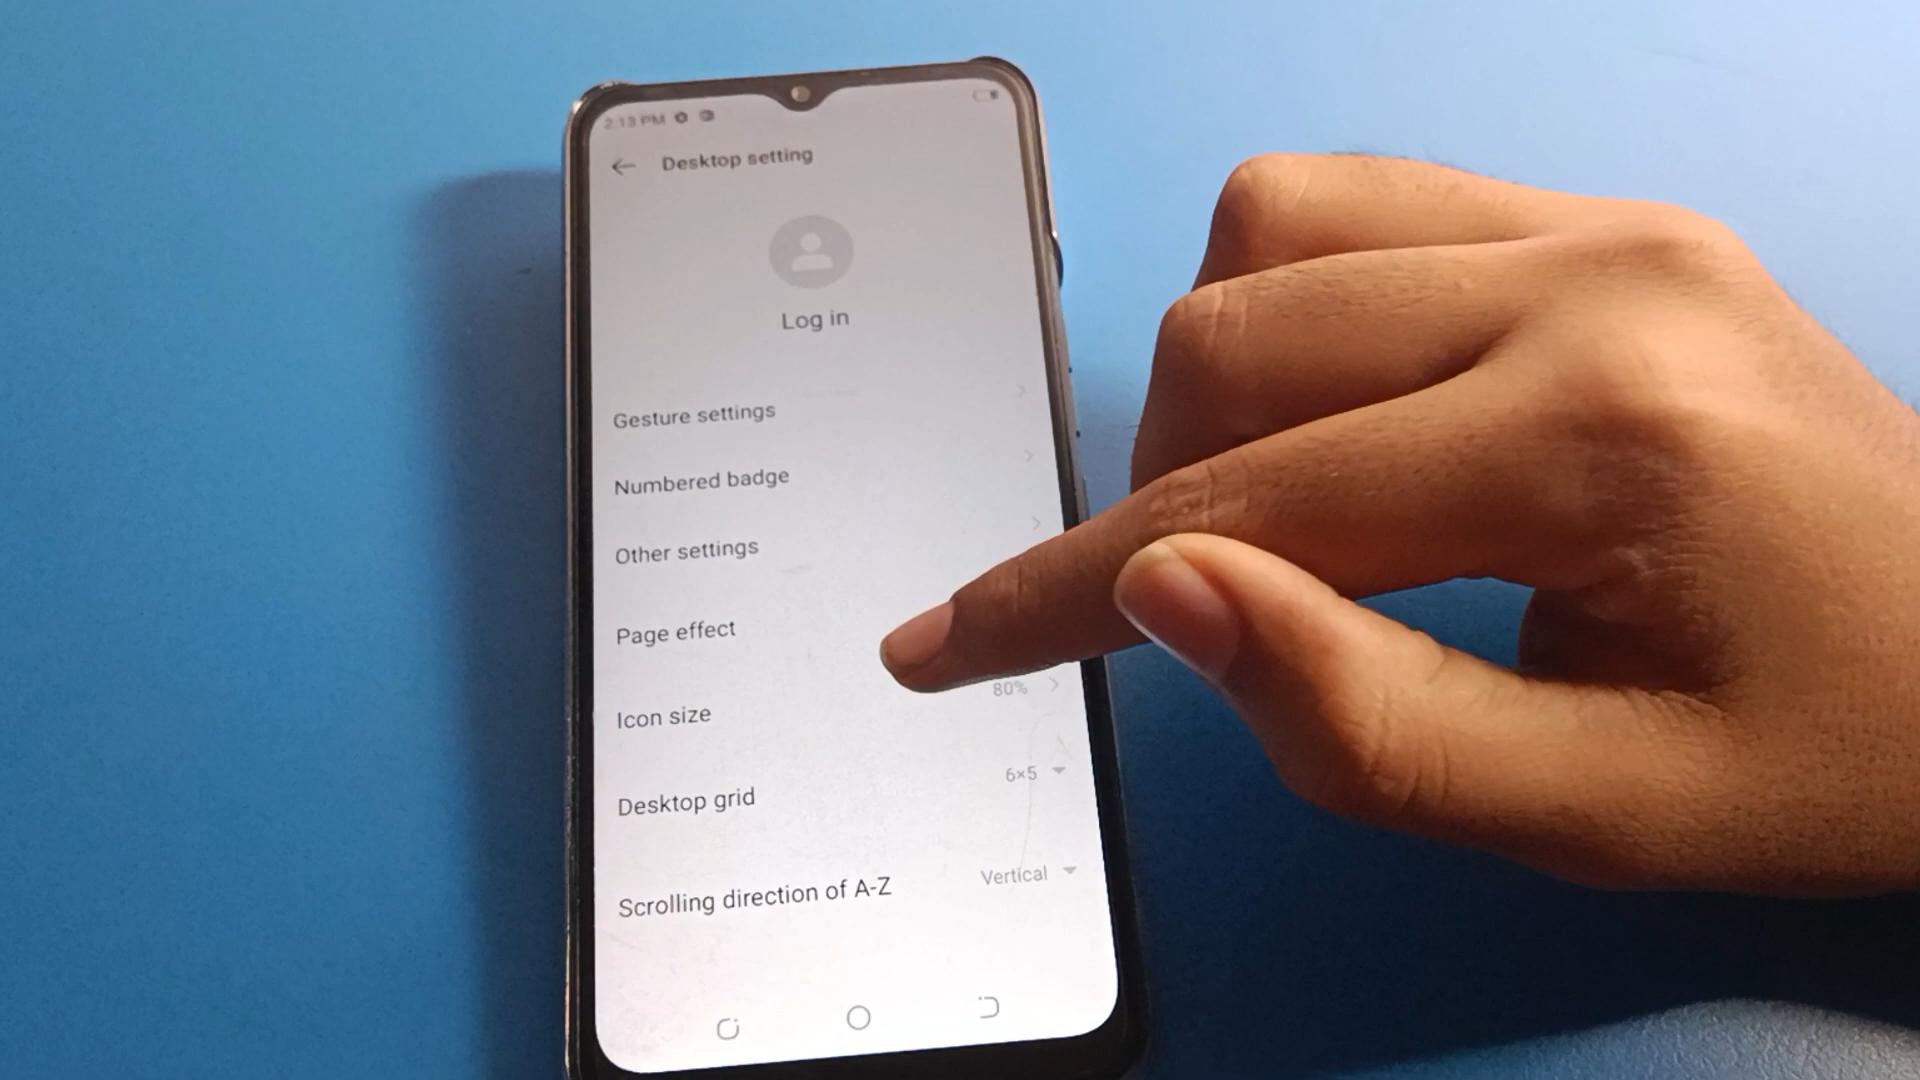 2:13 PM
Desktop setting
Log in
Gesture settings
Numbered badge
Other settings
Page effect
Icon size 80%
Desktop grid 6×5
Scrolling direction of A-Z Vertical